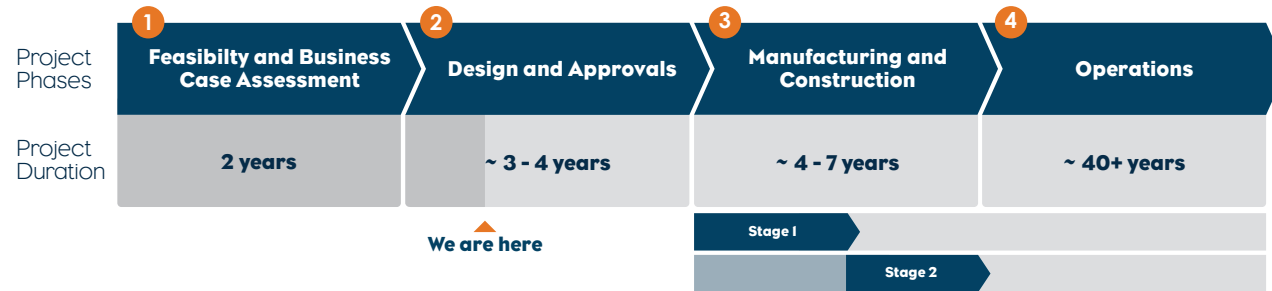 1
2
3
4
Project
Phases
Feasibilty and Business
Case Assessment
Design and Approvals
Manufacturing and
Construction
Operations
Project
Duration
2 years
~ 3 - 4 years
~ 4 - 7 years
~ 40+ years
We are here
Stage 1
Stage 2